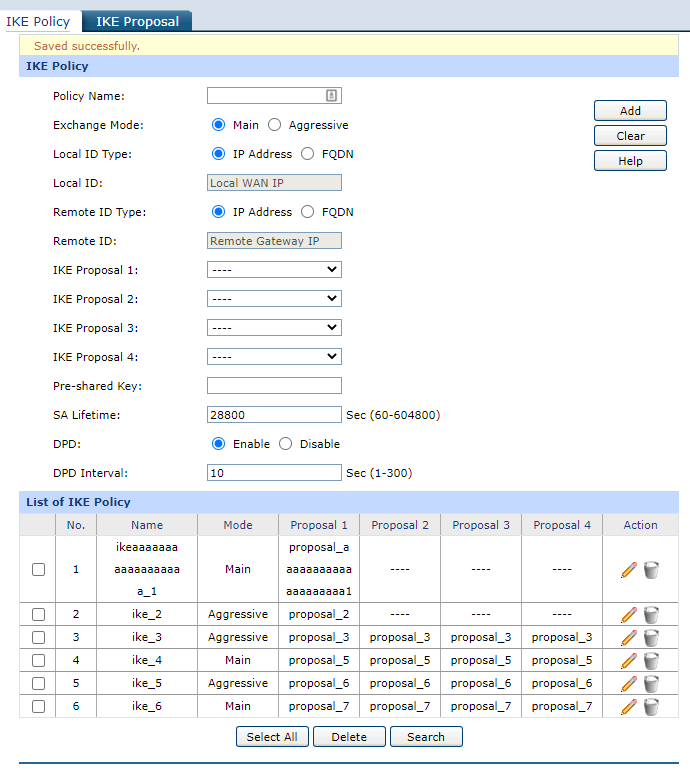 IKE Policy IKE Proposal
Saved successfully.
IKE Policy
Policy Name:
Add
Exchange Mode: Main Aggressive
Clear
Local ID Type: IP Address FQDN
Help
Local ID: Local WAN IP
Remote ID Type: IP Address FQDN
Remote ID: Remote Gateway IP
IKE Proposal 1: ----
IKE Proposal 2: ----
IKE Proposal 3: ----
IKE Proposal 4: ----
Pre-shared Key:
SA Lifetime: 28800 Sec (60-604800)
DPD: Enable Disable
DPD Interval: 10 Sec (1-300)
List of IKE Policy
No. Name Mode Proposal 1 Proposal 2 Proposal 3 Proposal 4 Action
ikeaaaaaaa proposal_a
1 aaaaaaaaaa Main aaaaaaaaaa ---- ---- ----
a_1 aaaaaaaaa1
2 ike_2 Aggressive proposal_2 ---- ---- ----
3 ike_3 Aggressive proposal_3 proposal_3 proposal_3 proposal_3
4 ike_4 Main proposal_5 proposal_5 proposal_5 proposal_5
5 ike_5 Aggressive proposal_6 proposal_6 proposal_6 proposal_6
6 ike_6 Main proposal_7 proposal_7 proposal_7 proposal_7
Select All Delete Search